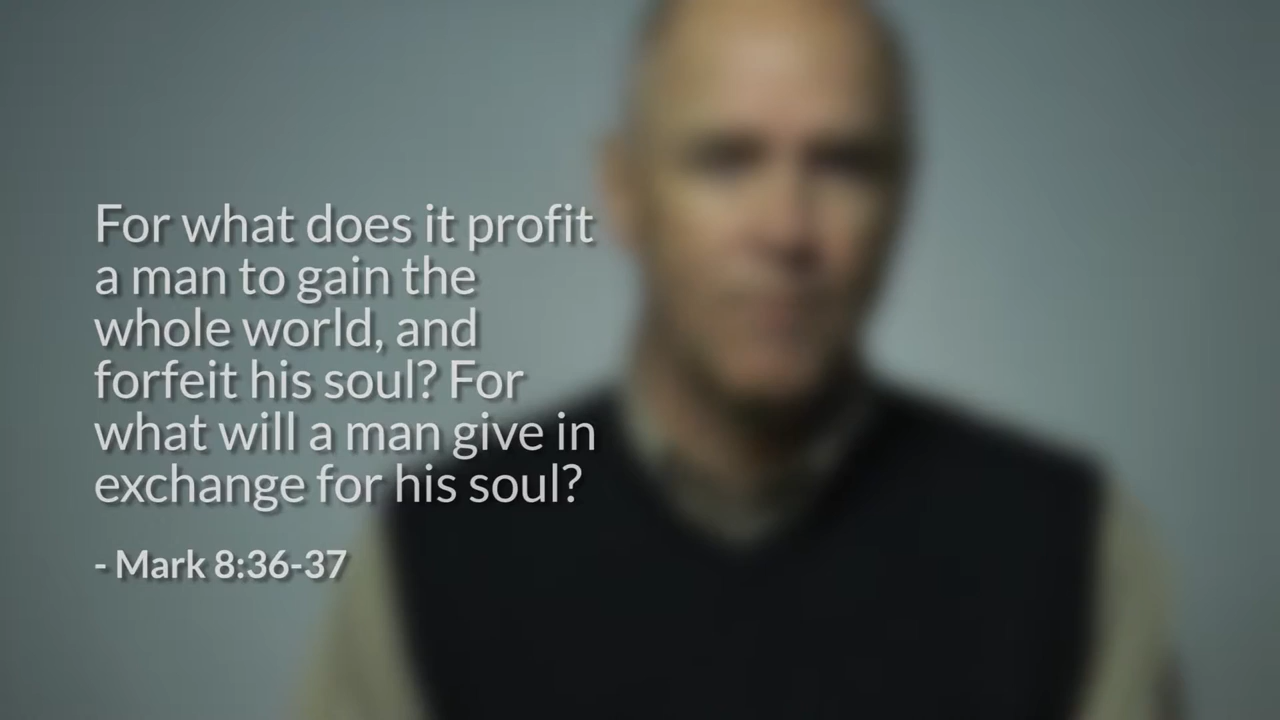 For what does it profit
a man to gain the
whole world, and
forfeit his soul? For
what will a man give in
exchange for his soul?
- Mark 8:36-37